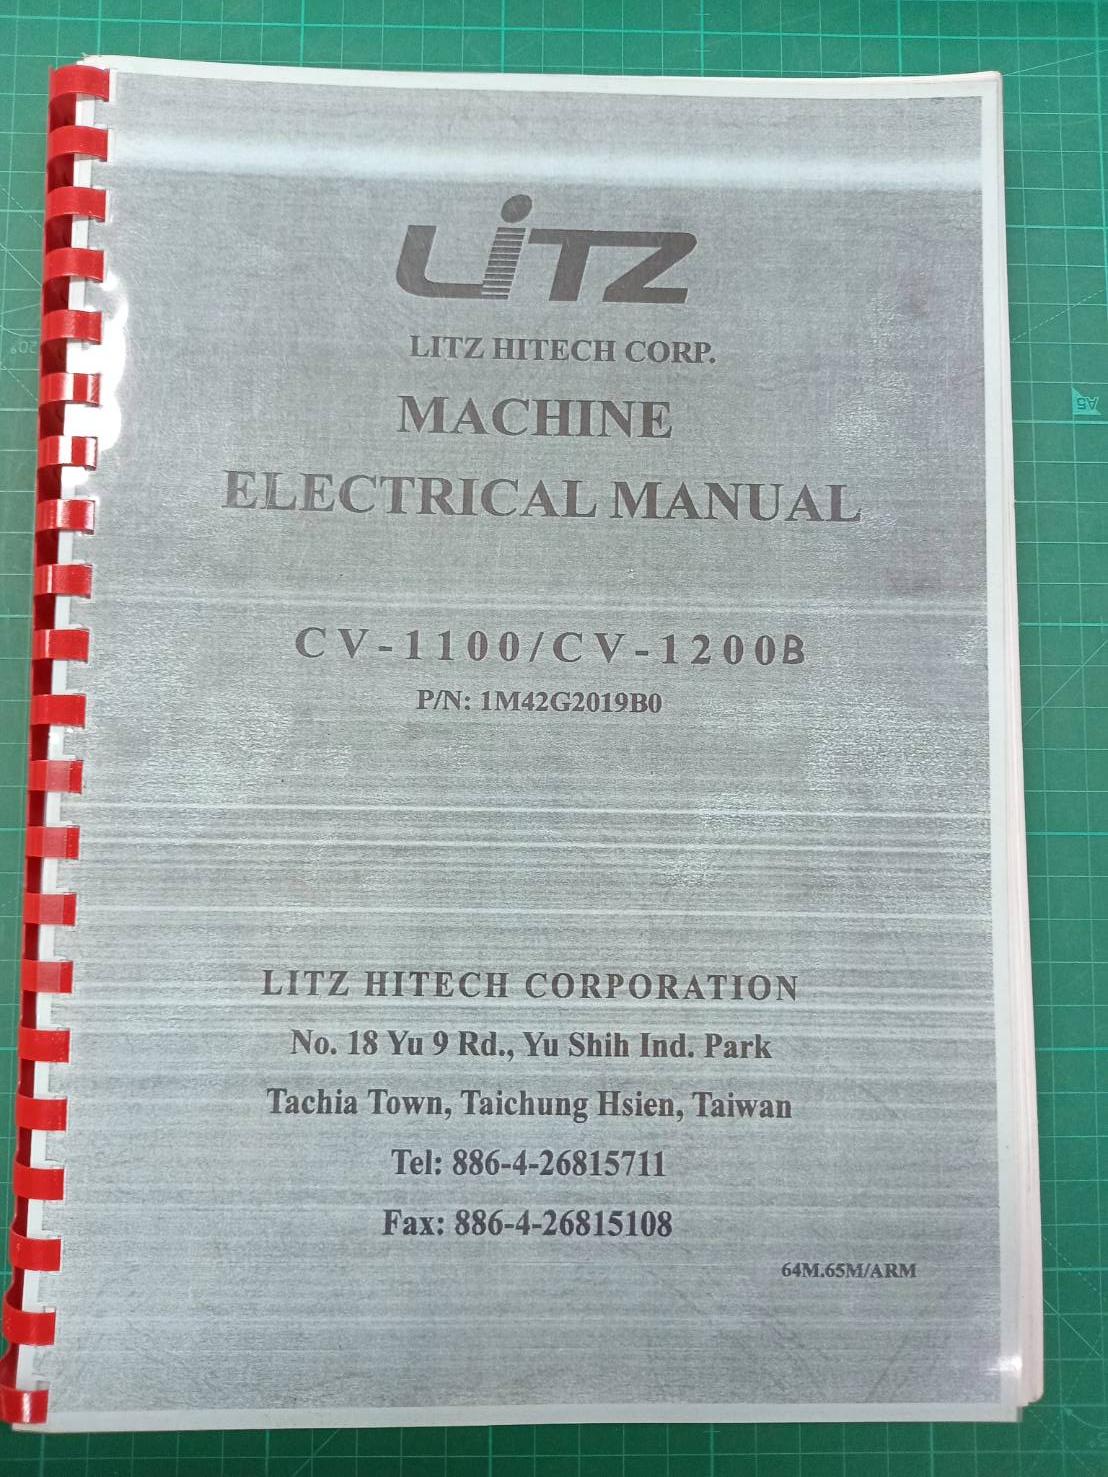 LiTZ
LITZ HITECH CORP.
MACHINE
ELECTRICAL MANUAL
CV-1100/CV-1200B
P/N: 1M42G2019B0
LITZ HITECH CORPORATION
No. 18 Yu 9 Rd., Yu Shih Ind. Park
Tachia Town, Taichung Hsien, Taiwan
Tel: 886-4-26815711
Fax: 886-4-26815108
64M.65M/ARM
A5